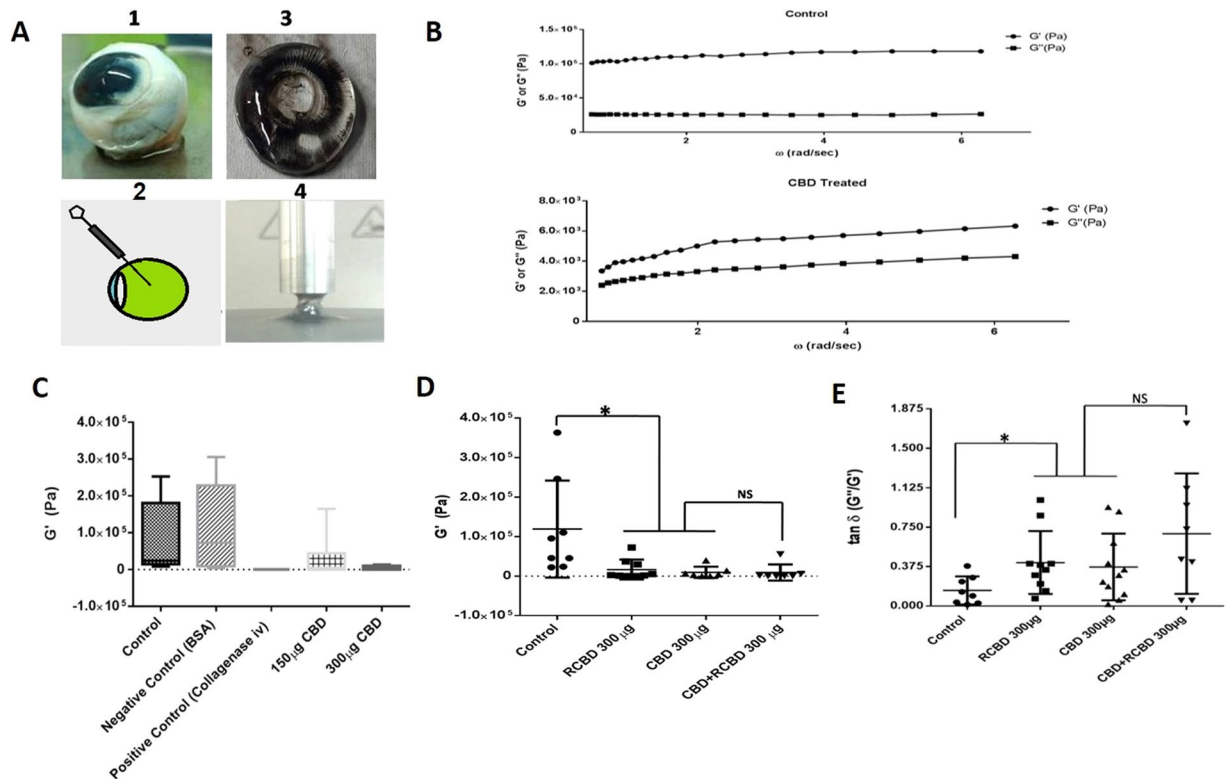 A
1
3
2
4
B
Control
G' or G'' (Pa)
1.5×10⁵
1.0×10⁵
5.0×10⁴
0
2
4
6
ω (rad/sec)
G' (Pa)
G''(Pa)
CBD Treated
G' or G'' (Pa)
8.0×10³
6.0×10³
4.0×10³
2.0×10³
0
2
4
6
ω (rad/sec)
G' (Pa)
G''(Pa)
C
G' (Pa)
4.0×10⁵
3.0×10⁵
2.0×10⁵
1.0×10⁵
0
-1.0×10⁵
Control
Negative Control (BSA)
Positive Control (Collagenase iv)
150µg CBD
300µg CBD
D
G' (Pa)
4.0×10⁵
3.0×10⁵
2.0×10⁵
1.0×10⁵
0
-1.0×10⁵
*
NS
Control
RCBD 300 µg
CBD 300 µg
CBD+RCBD 300 µg
E
tan δ (G''/G')
1.875
1.500
1.125
0.750
0.375
0.000
*
NS
Control
RCBD 300µg
CBD 300µg
CBD+RCBD 300µg